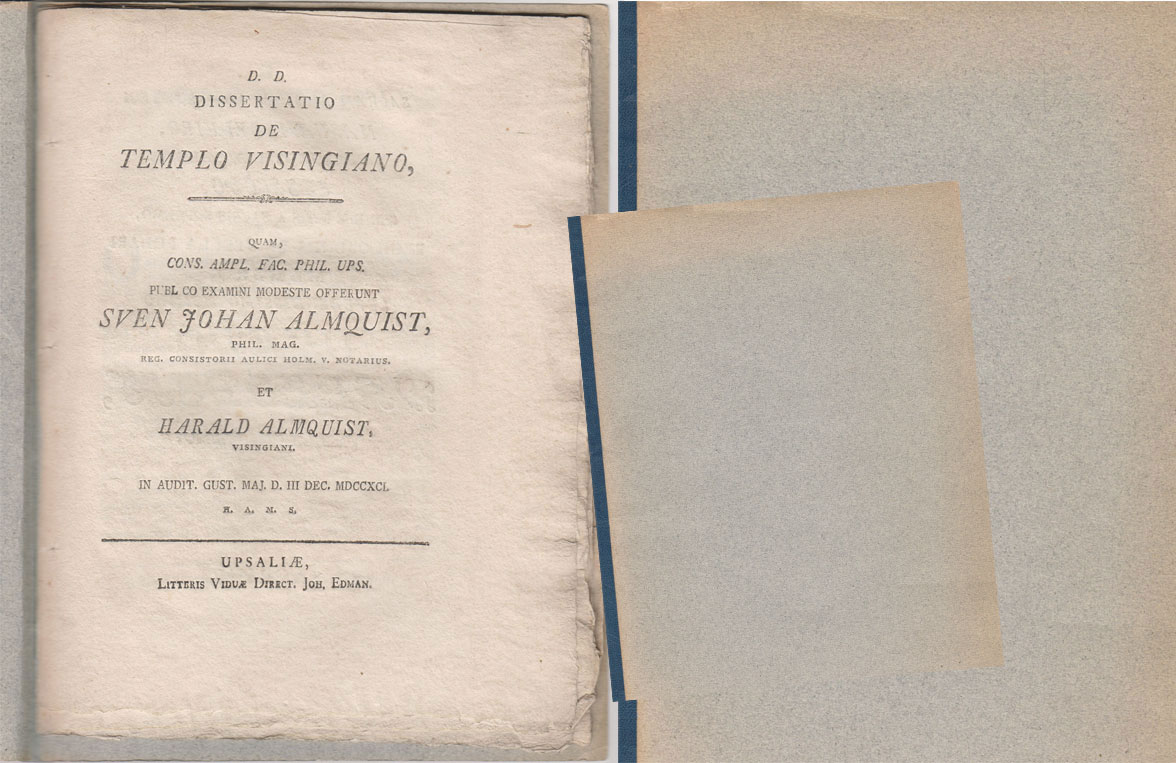 D. D.
DISSERTATIO
DE
TEMPLO VISINGIANO,
QUAM,
CONS. AMPL. FAC. PHIL. UPS.
PUBL CO EXAMINI MODESTE OFFERUNT
SVEN JOHAN ALMQUIST,
PHIL. MAG.
REG. CONSISTORII AULICI HOLM. V. NOTARIUS.
ET
HARALD ALMQUIST,
VISINGIANI.
IN AUDIT. GUST. MAJ. D. III DEC. MDCCXCI.
H. A. M. S.
UPSALIÆ,
LITTERIS VIDUÆ DIRECT. JOH. EDMAN.